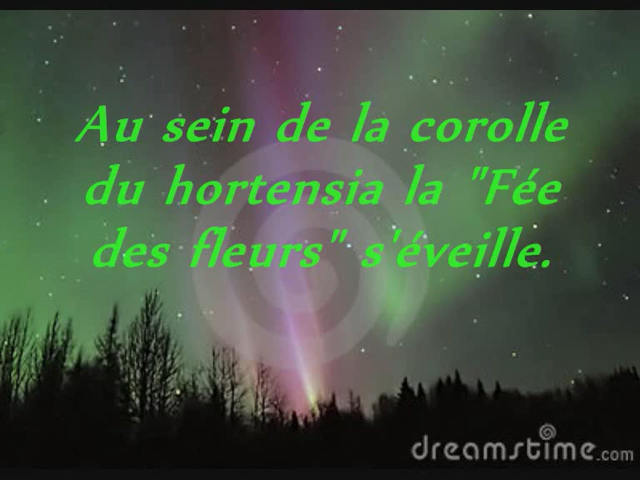 Au sein de la corolle
du hortensia la "Fée
des fleurs" s'éveille.
dreamstime.com